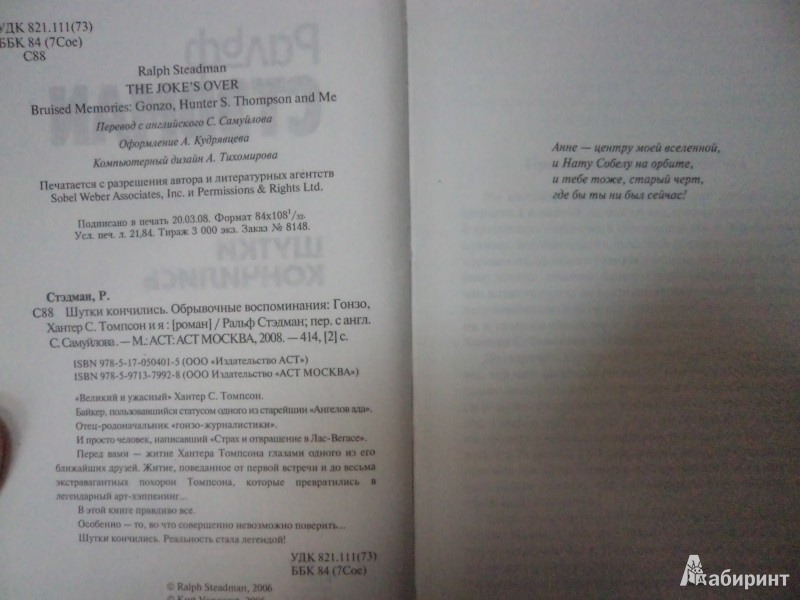 УДК 821.111(73)
ББК 84 (7Сое)
С88
Ralph Steadman
THE JOKE'S OVER
Bruised Memories: Gonzo, Hunter S. Thompson and Me
Перевод с английского С. Самуйлова
Оформление А. Кудрявцева
Компьютерный дизайн А. Тихомирова
Печатается с разрешения автора и литературных агентств
Sobel Weber Associates, Inc. и Permissions & Rights Ltd.
Подписано в печать 20.03.08. Формат 84x108 1/32.
Усл. печ. л. 21,84. Тираж 3 000 экз. Заказ № 8148.
ШУТКИ
КОНЧИЛИСЬ
Стэдман, Р.
С88 Шутки кончились. Обрывочные воспоминания: Гонзо,
Хантер С. Томпсон и я : [роман] / Ральф Стэдман; пер. с англ.
С. Самуйлова. — М.: АСТ: АСТ МОСКВА, 2008. — 414, [2] с.
ISBN 978-5-17-050401-5 (ООО «Издательство АСТ»)
ISBN 978-5-9713-7992-8 (ООО «Издательство «АСТ МОСКВА»)
«Великий и ужасный» Хантер С. Томпсон.
Байкер, пользовавшийся статусом одного из старейшин «Ангелов ада».
Отец-родоначальник «гонзо-журналистики».
И просто человек, написавший «Страх и отвращение в Лас-Вегасе».
Перед вами — житие Хантера Томпсона глазами одного из его
ближайших друзей. Житие, поведанное от первой встречи и до весьма
экстравагантных похорон Томпсона, которые превратились в
легендарный арт-хэппенинг...
В этой книге правдиво все.
Особенно — то, во что совершенно невозможно поверить...
Шутки кончились. Реальность стала легендой!
УДК 821.111(73)
ББК 84 (7Сое)
© Ralph Steadman, 2006
Анне — центру моей вселенной,
и Нату Собелу на орбите,
и тебе тоже, старый черт,
где бы ты ни был сейчас!
Лабиринт